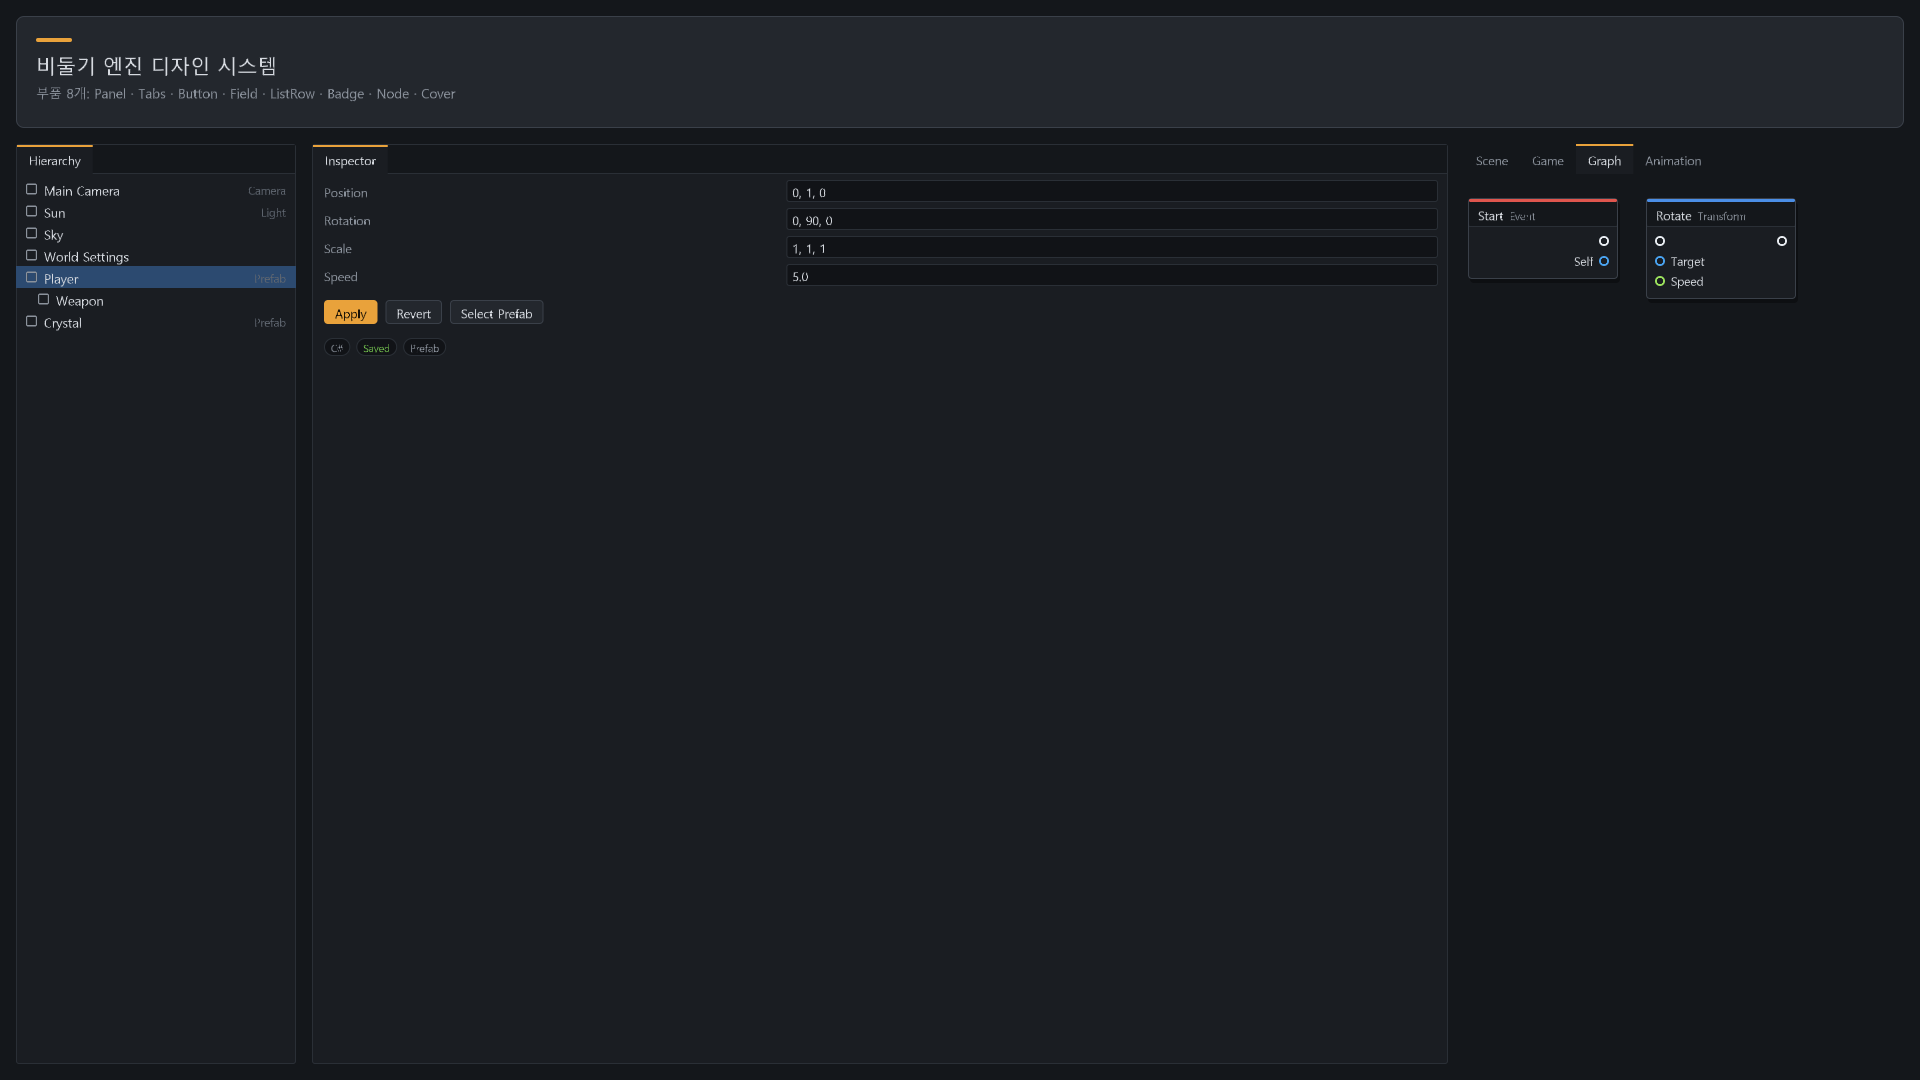 비둘기 엔진 디자인 시스템
부품 8개: Panel · Tabs · Button · Field · ListRow · Badge · Node · Cover
Hierarchy
Main Camera Camera
Sun Light
Sky
World Settings
Player Prefab
Weapon
Crystal Prefab
Inspector
Position 0, 1, 0
Rotation 0, 90, 0
Scale 1, 1, 1
Speed 5.0
Apply Revert Select Prefab
C# Saved Prefab
Scene Game Graph Animation
Start Event
Self
Rotate Transform
Target
Speed